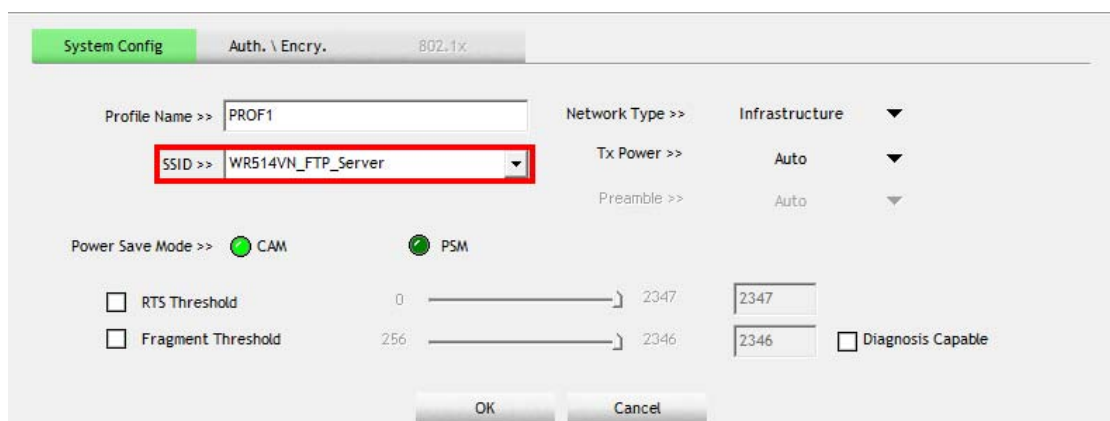 System Config Auth. \ Encry. 802.1x
Profile Name >> PROF1 Network Type >> Infrastructure
SSID >> WR514VN_FTP_Server Tx Power >> Auto
Preamble >> Auto
Power Save Mode >> CAM PSM
RTS Threshold 0 2347 2347
Fragment Threshold 256 2346 2346 Diagnosis Capable
OK Cancel